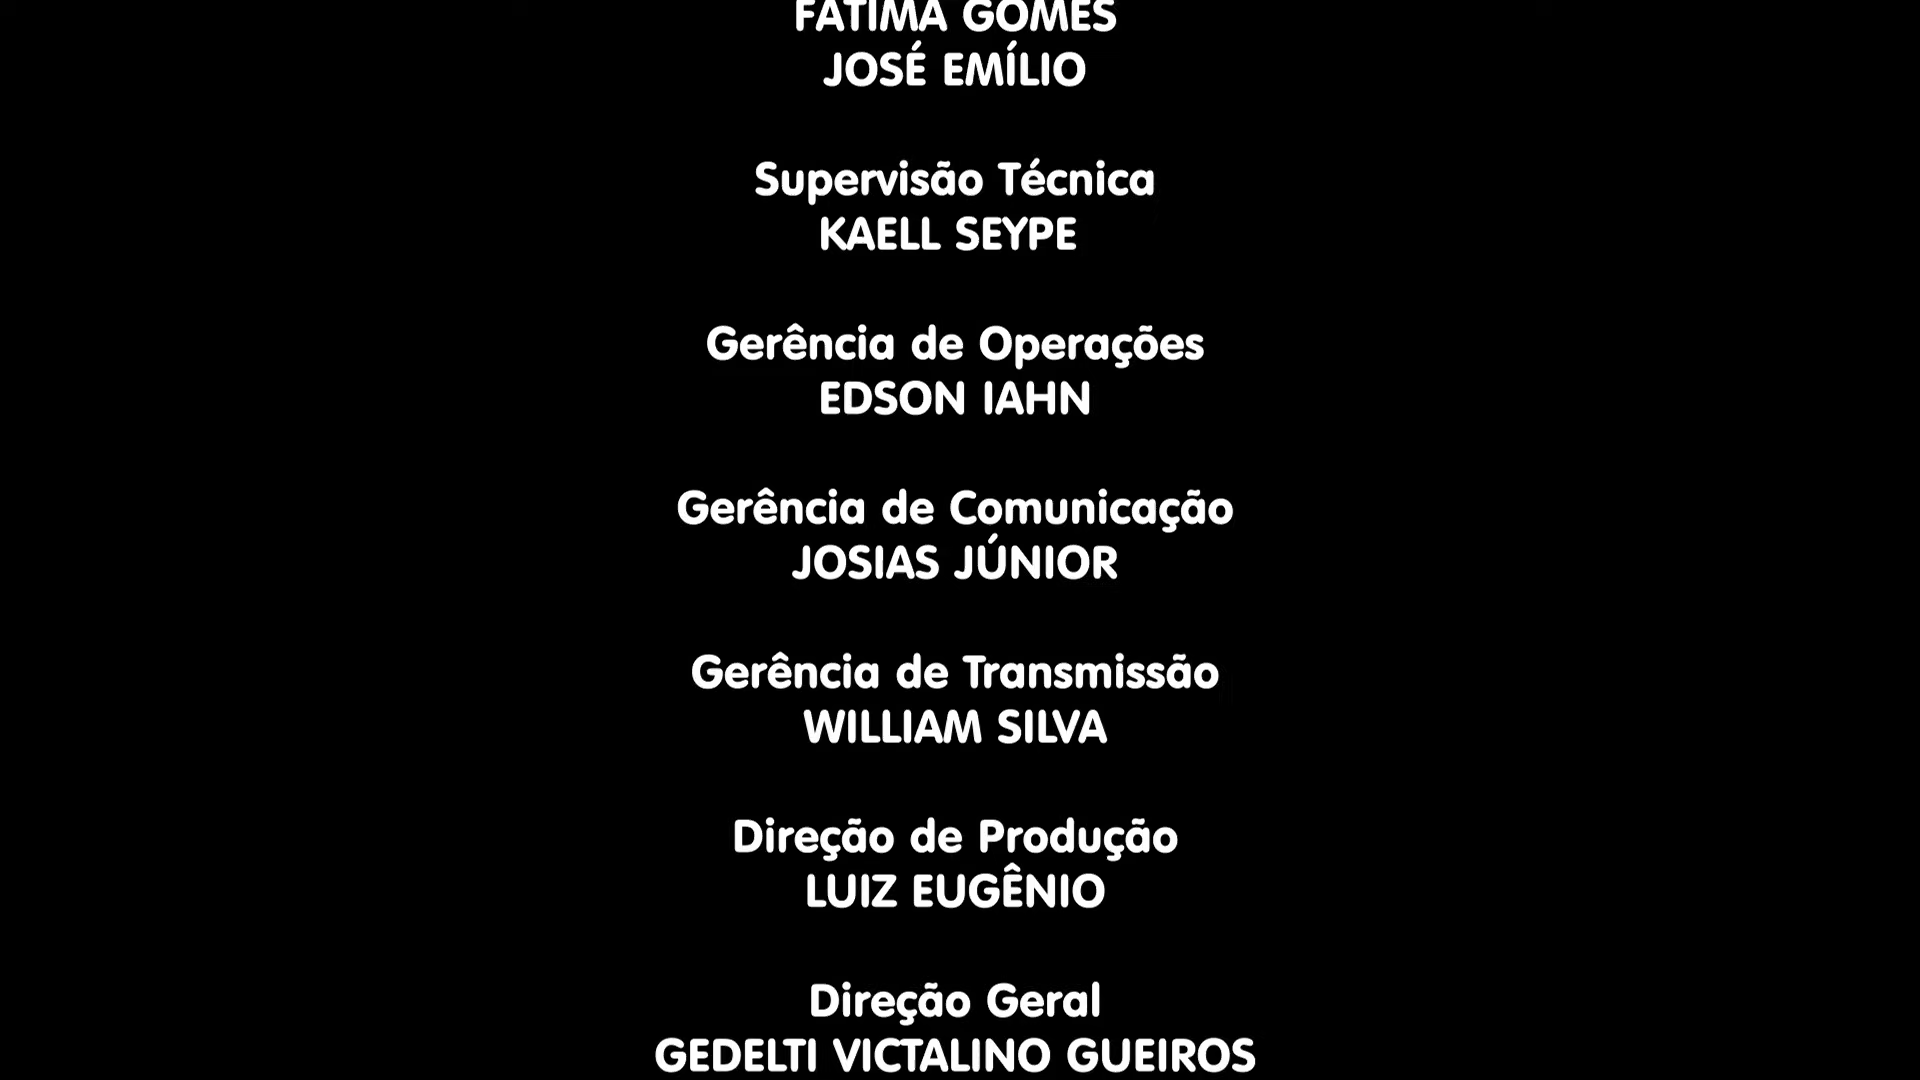 FÁTIMA GOMES
JOSÉ EMÍLIO
Supervisão Técnica
KAELL SEYPE
Gerência de Operações
EDSON IAHN
Gerência de Comunicação
JOSIAS JÚNIOR
Gerência de Transmissão
WILLIAM SILVA
Direção de Produção
LUIZ EUGÊNIO
Direção Geral
GEDELTI VICTALINO GUEIROS